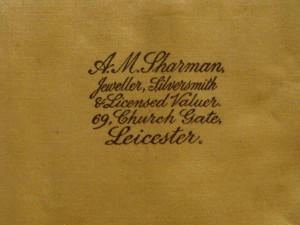 A.M. Sharman,
Jeweller, Silversmith
& Licensed Valuer.
69, Church Gate,
Leicester.